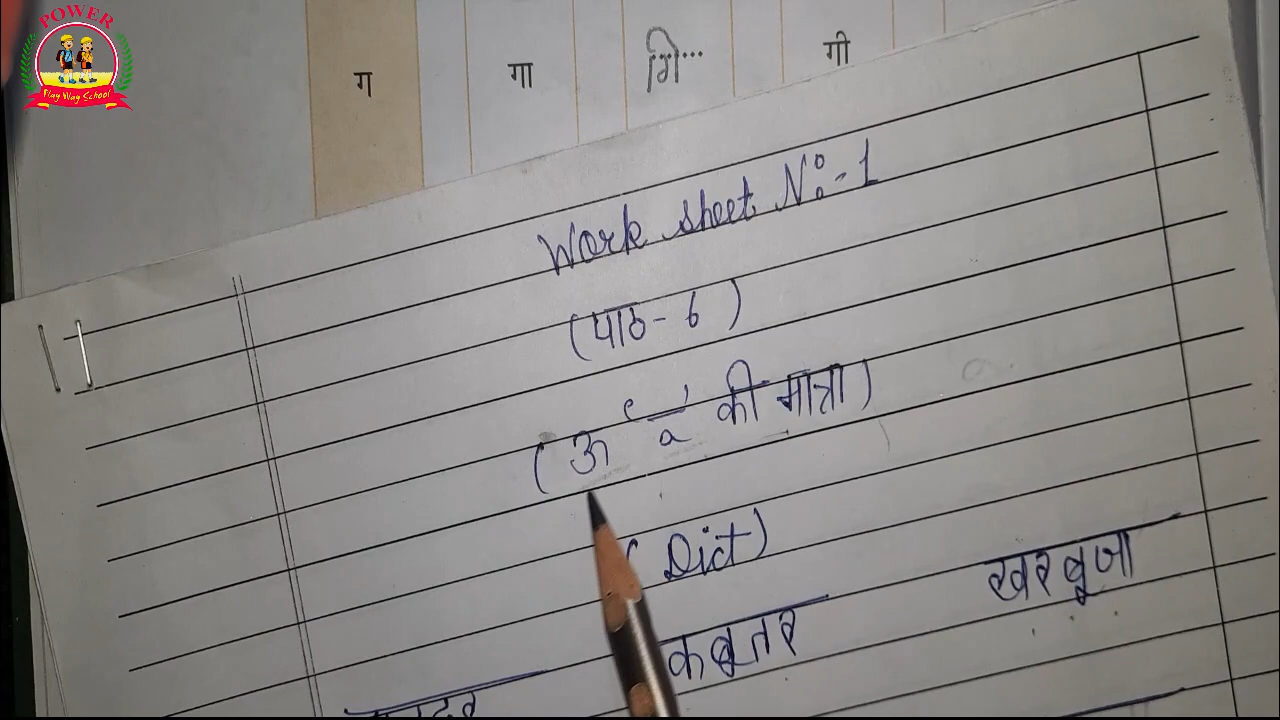 POWER
Play Way School
ग गा गि... गी
Work sheet No:-1
(पाठ-6)
(ऊ ू की मात्रा)
(Dict)
खरबूजा
कबूतर